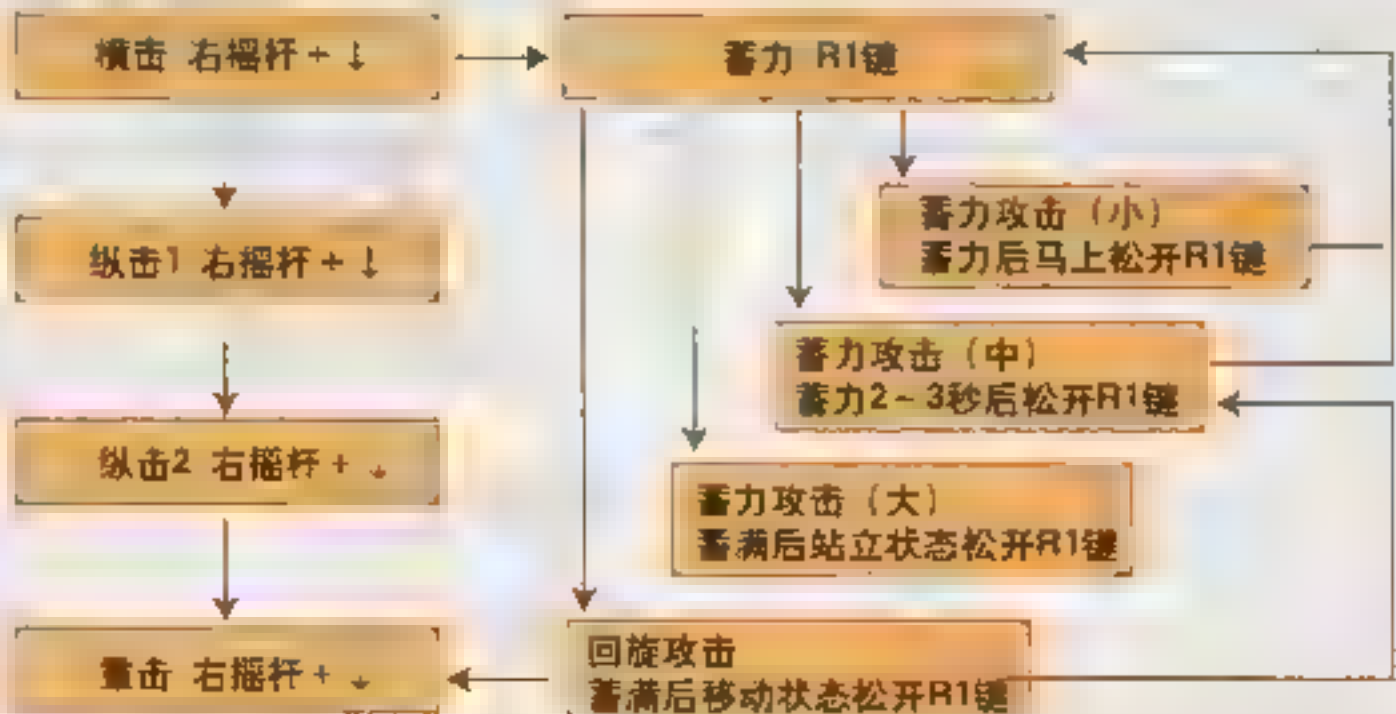 横击 右摇杆+↓
蓄力 R1键
蓄力攻击（小）
蓄力后马上松开R1键
纵击1 右摇杆+↓
蓄力攻击（中）
蓄力2~3秒后松开R1键
纵击2 右摇杆+↓
蓄力攻击（大）
蓄满后站立状态松开R1键
重击 右摇杆+↓
回旋攻击
蓄满后移动状态松开R1键